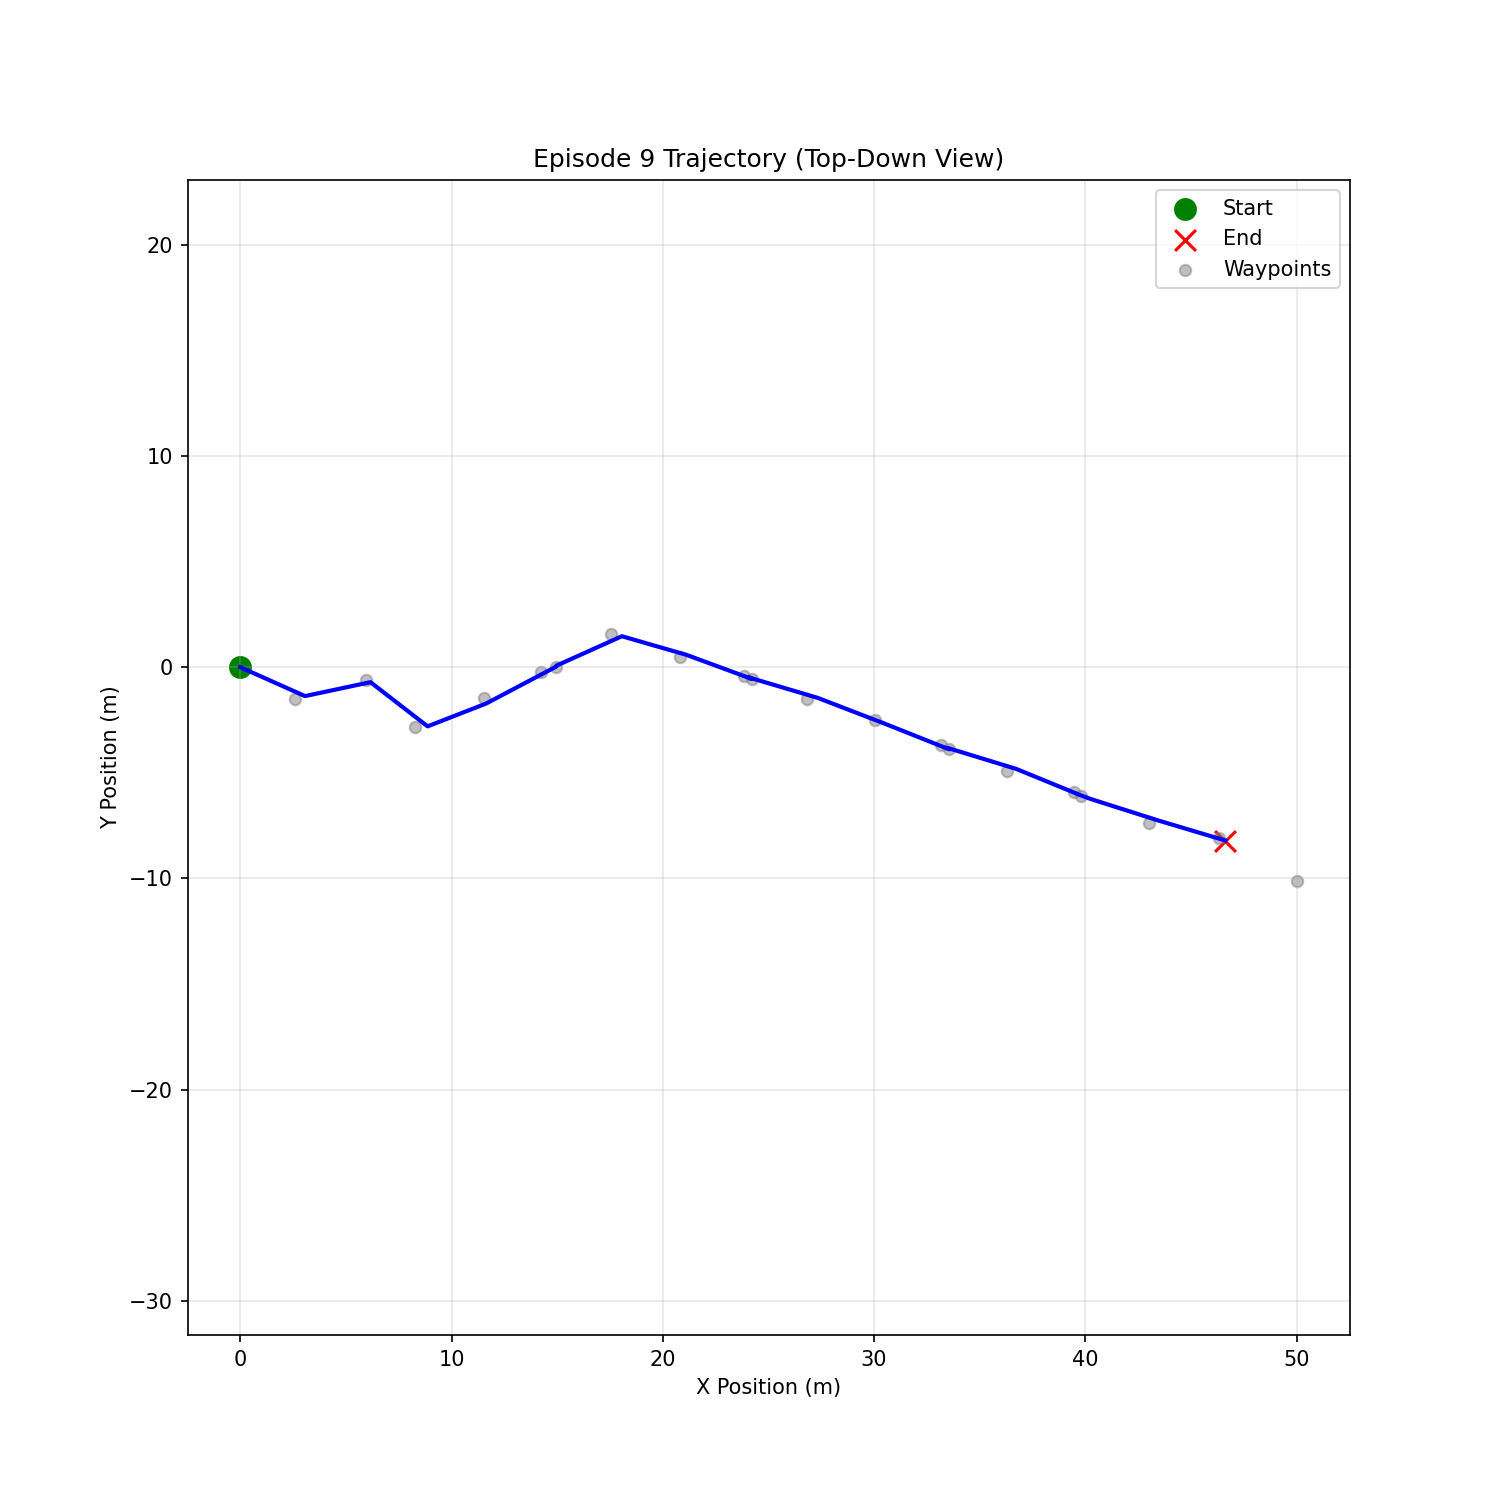 Episode 9 Trajectory (Top-Down View)
Start
End
Waypoints
20
10
0
−10
−20
−30
Y Position (m)
0 10 20 30 40 50
X Position (m)